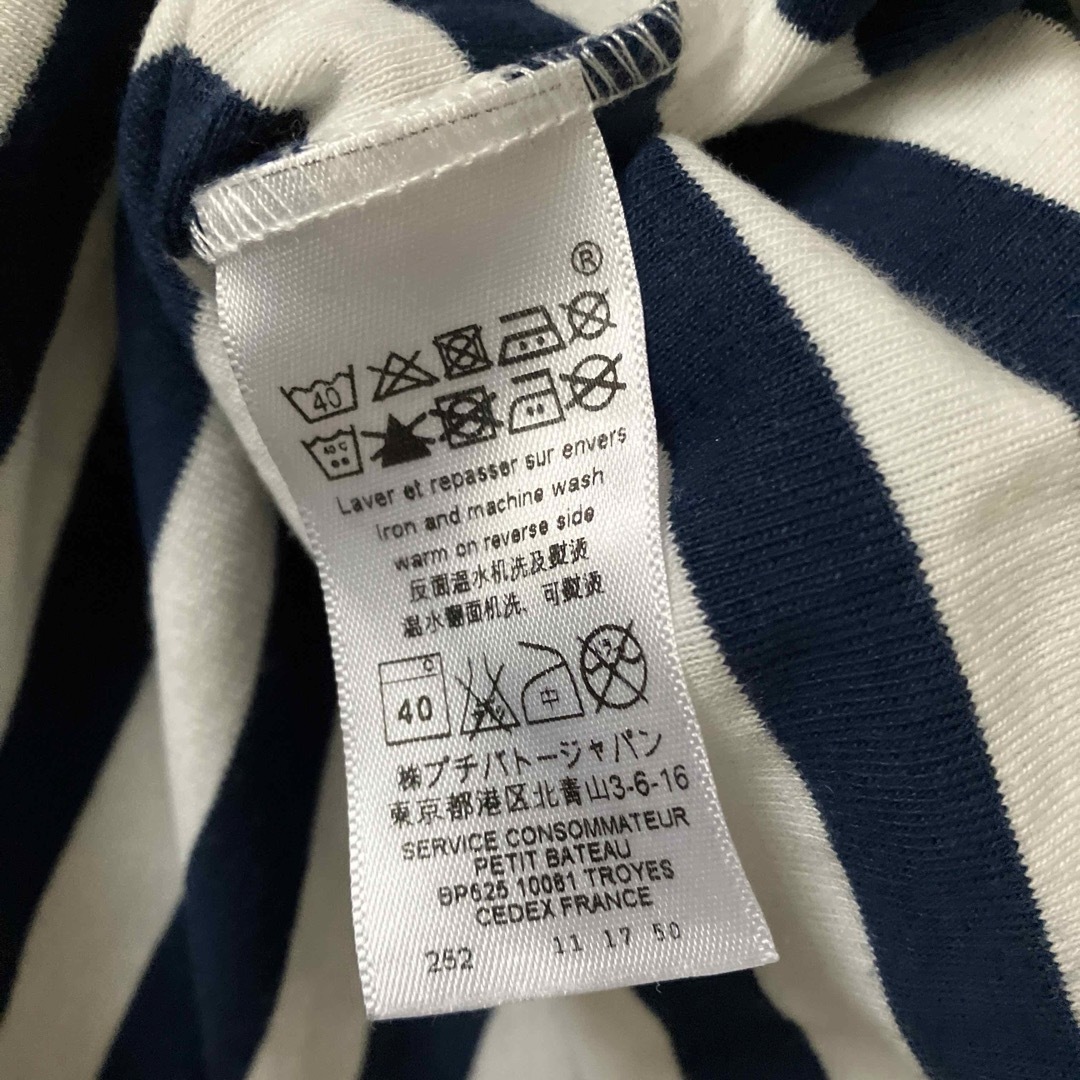 ®
40
40 C
Laver et repasser sur envers
Iron and machine wash
warm on reverse side
反面温水机洗及熨烫
温水翻面机洗、可熨烫
C
40
中
㈱プチバトージャパン
東京都港区北青山3-6-16
SERVICE CONSOMMATEUR
PETIT BATEAU
BP625 10081 TROYES
CEDEX FRANCE
252 11 17 50